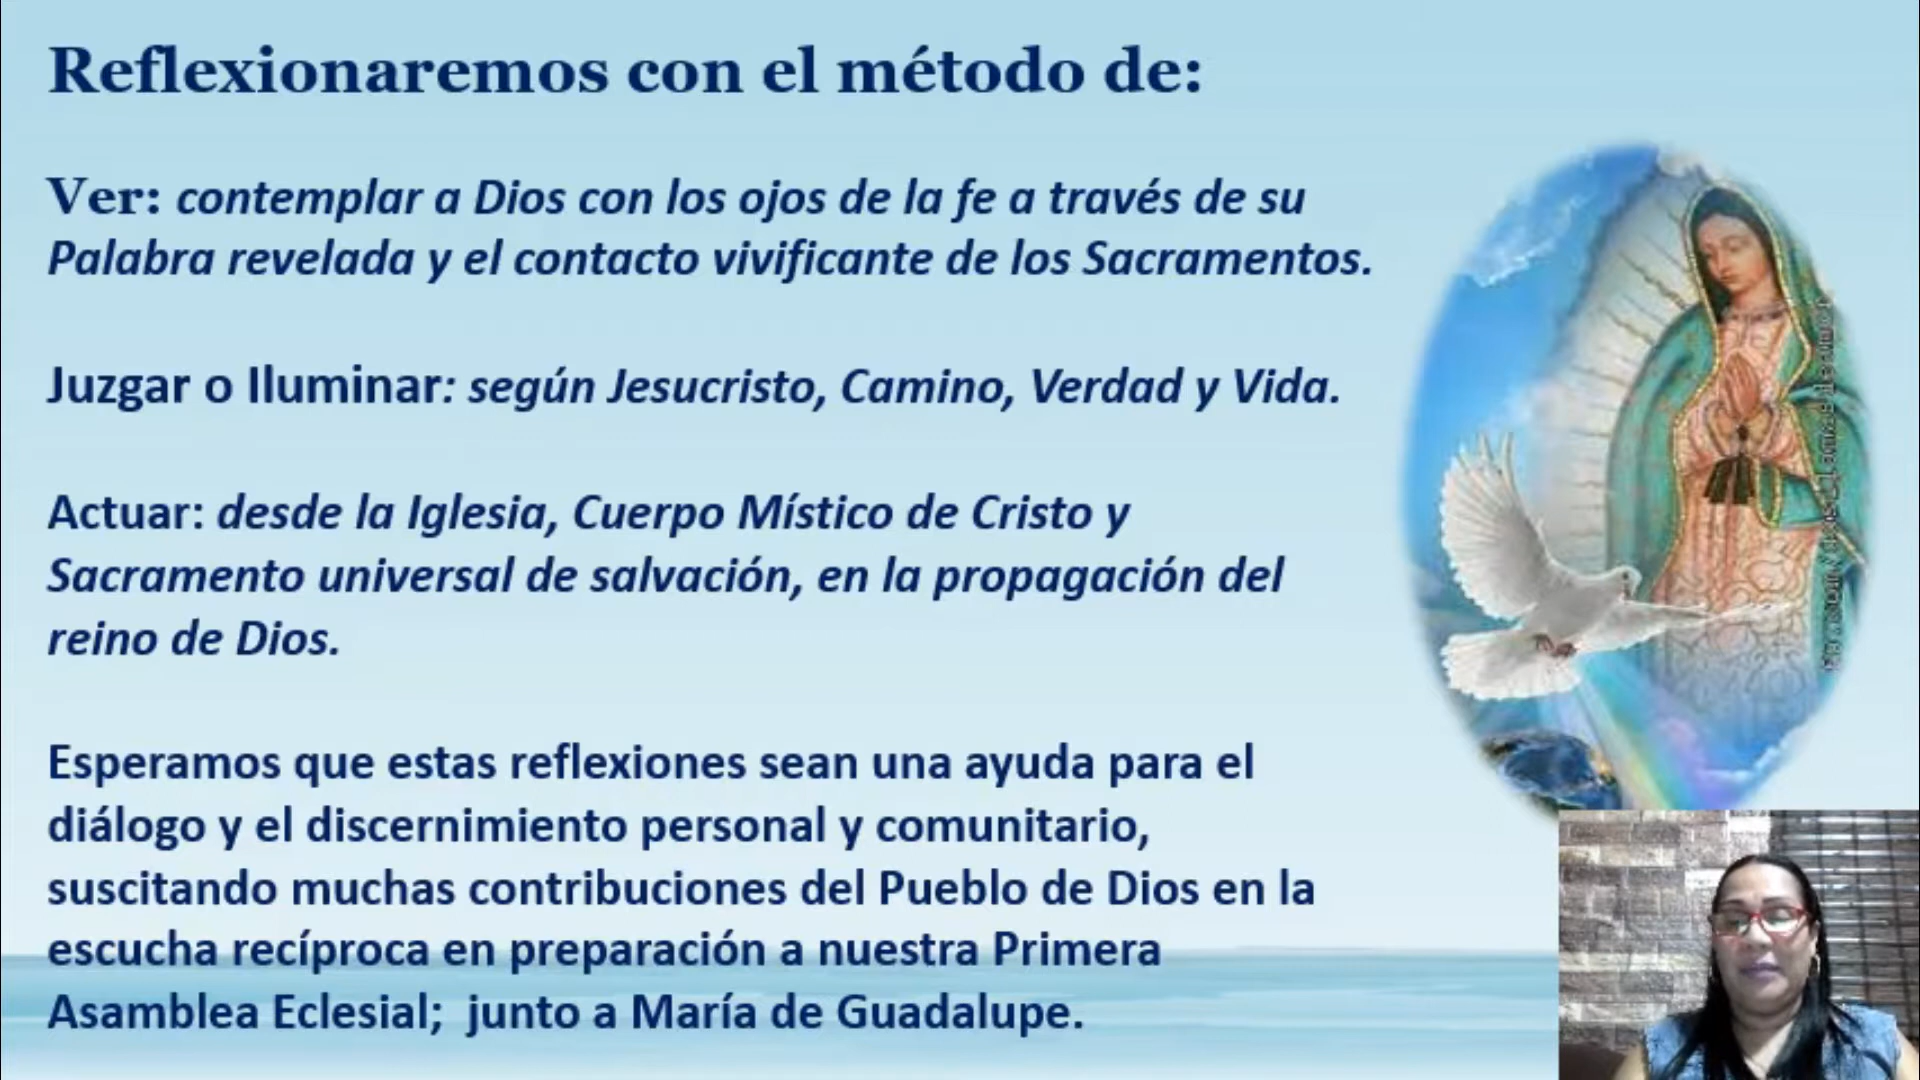 Reflexionaremos con el método de:
Ver: contemplar a Dios con los ojos de la fe a través de su
Palabra revelada y el contacto vivificante de los Sacramentos.
Juzgar o Iluminar: según Jesucristo, Camino, Verdad y Vida.
Actuar: desde la Iglesia, Cuerpo Místico de Cristo y
Sacramento universal de salvación, en la propagación del
reino de Dios.
Esperamos que estas reflexiones sean una ayuda para el
diálogo y el discernimiento personal y comunitario,
suscitando muchas contribuciones del Pueblo de Dios en la
escucha recíproca en preparación a nuestra Primera
Asamblea Eclesial;  junto a María de Guadalupe.